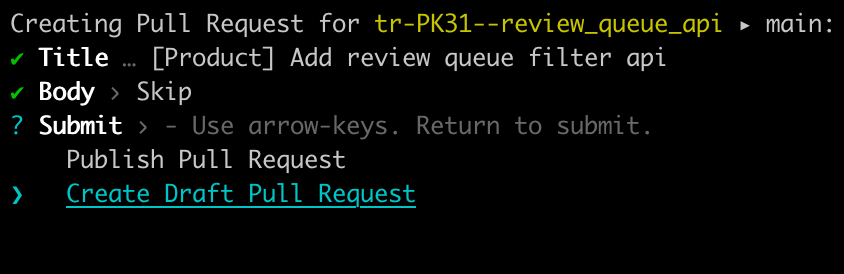 Creating Pull Request for tr-PK31--review_queue_api ▸ main:
✔ Title … [Product] Add review queue filter api
✔ Body › Skip
? Submit › - Use arrow-keys. Return to submit.
Publish Pull Request
❯ Create Draft Pull Request